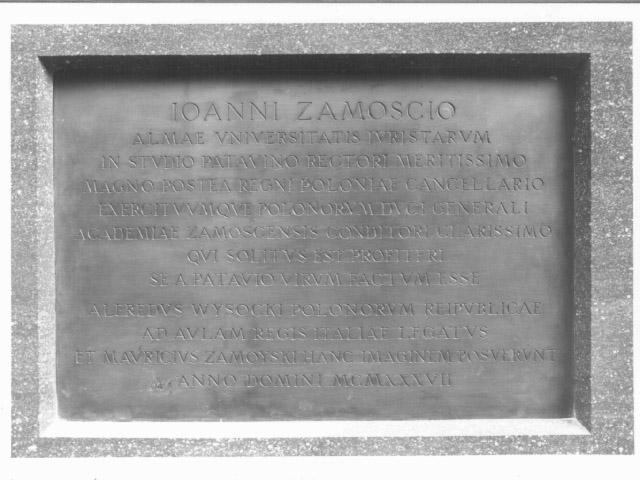 IOANNI ZAMOSCIO
ALMAE VNIVERSITATIS IVRISTARVM
IN STVDIO PATAVINO RECTORI MERITISSIMO
MAGNO POSTEA REGNI POLONIAE CANCELLARIO
EXERCITVVMQVE POLONORVM DVCI GENERALI
ACADEMIAE ZAMOSCENSIS CONDITORI CLARISSIMO
QVI SOLITVS EST PROFITERI
SE A PATAVIO VIRVM FACTVM ESSE
ALFREDVS WYSOCKI POLONORVM REIPVBLICAE
AD AVLAM REGIS ITALIAE LEGATVS
ET MAVRICIVS ZAMOYSKI HANC IMAGINEM POSVERVNT
ANNO DOMINI MCMXXXVII